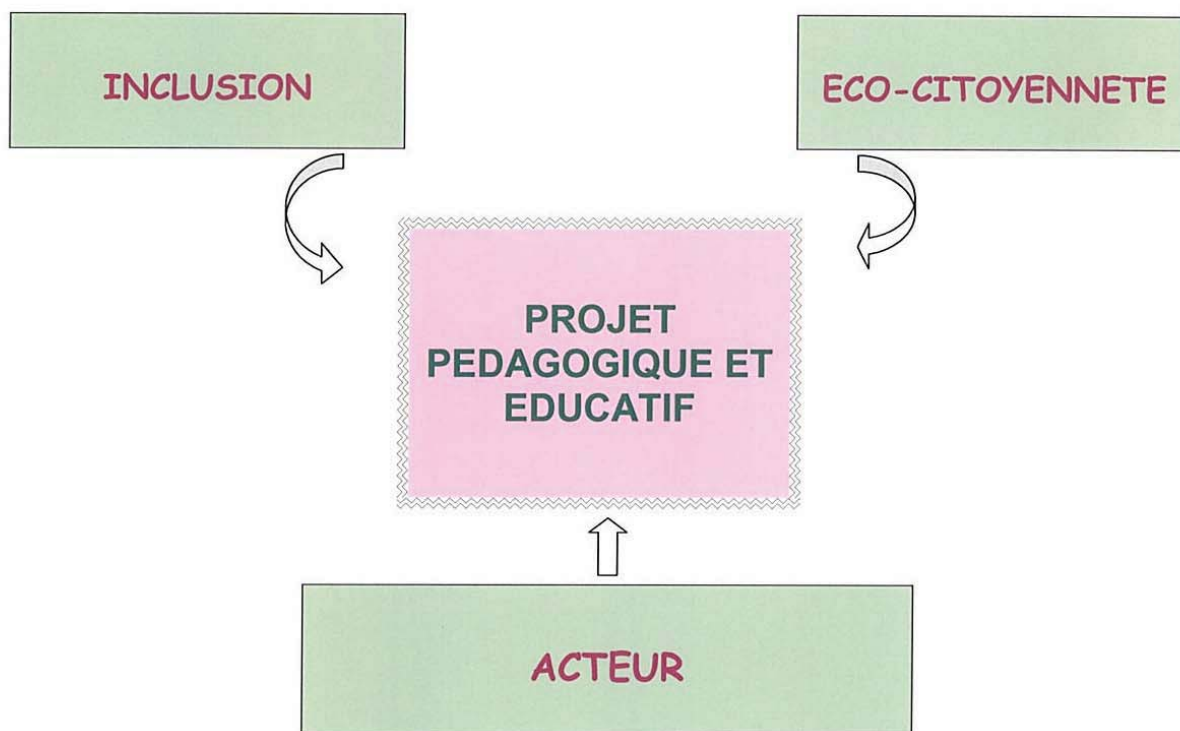 INCLUSION
ECO-CITOYENNETE
PROJET
PEDAGOGIQUE ET
EDUCATIF
ACTEUR